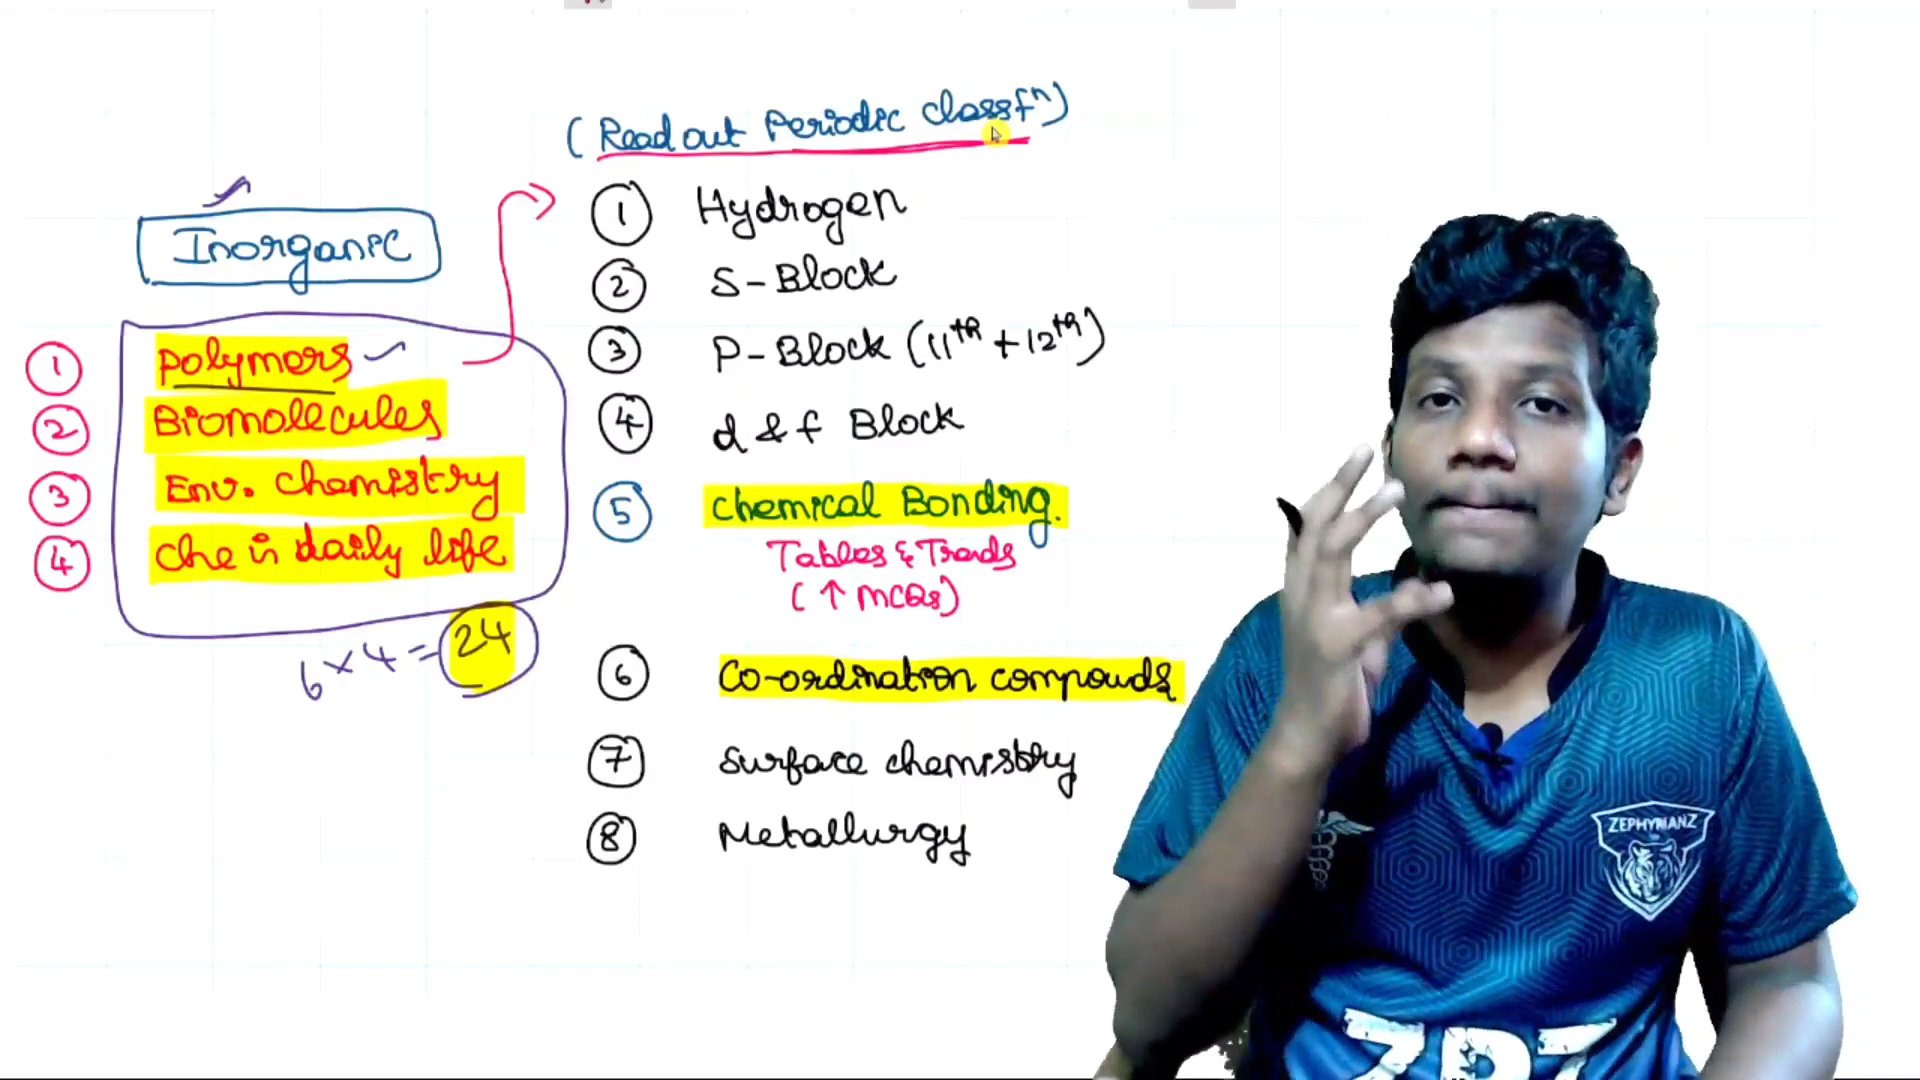 Inorganic
① polymers
② Biomolecules
③ Env. chemistry
④ Che in daily life
6 × 4 = 24
(Read out Periodic classfⁿ)
① Hydrogen
② S-Block
③ P-Block (11th + 12th)
④ d & f Block
⑤ Chemical Bonding.
Tables & Trends
(↑ MCQs)
⑥ Co-ordination compounds
⑦ Surface chemistry
⑧ Metallurgy
ZEPHYRIANZ